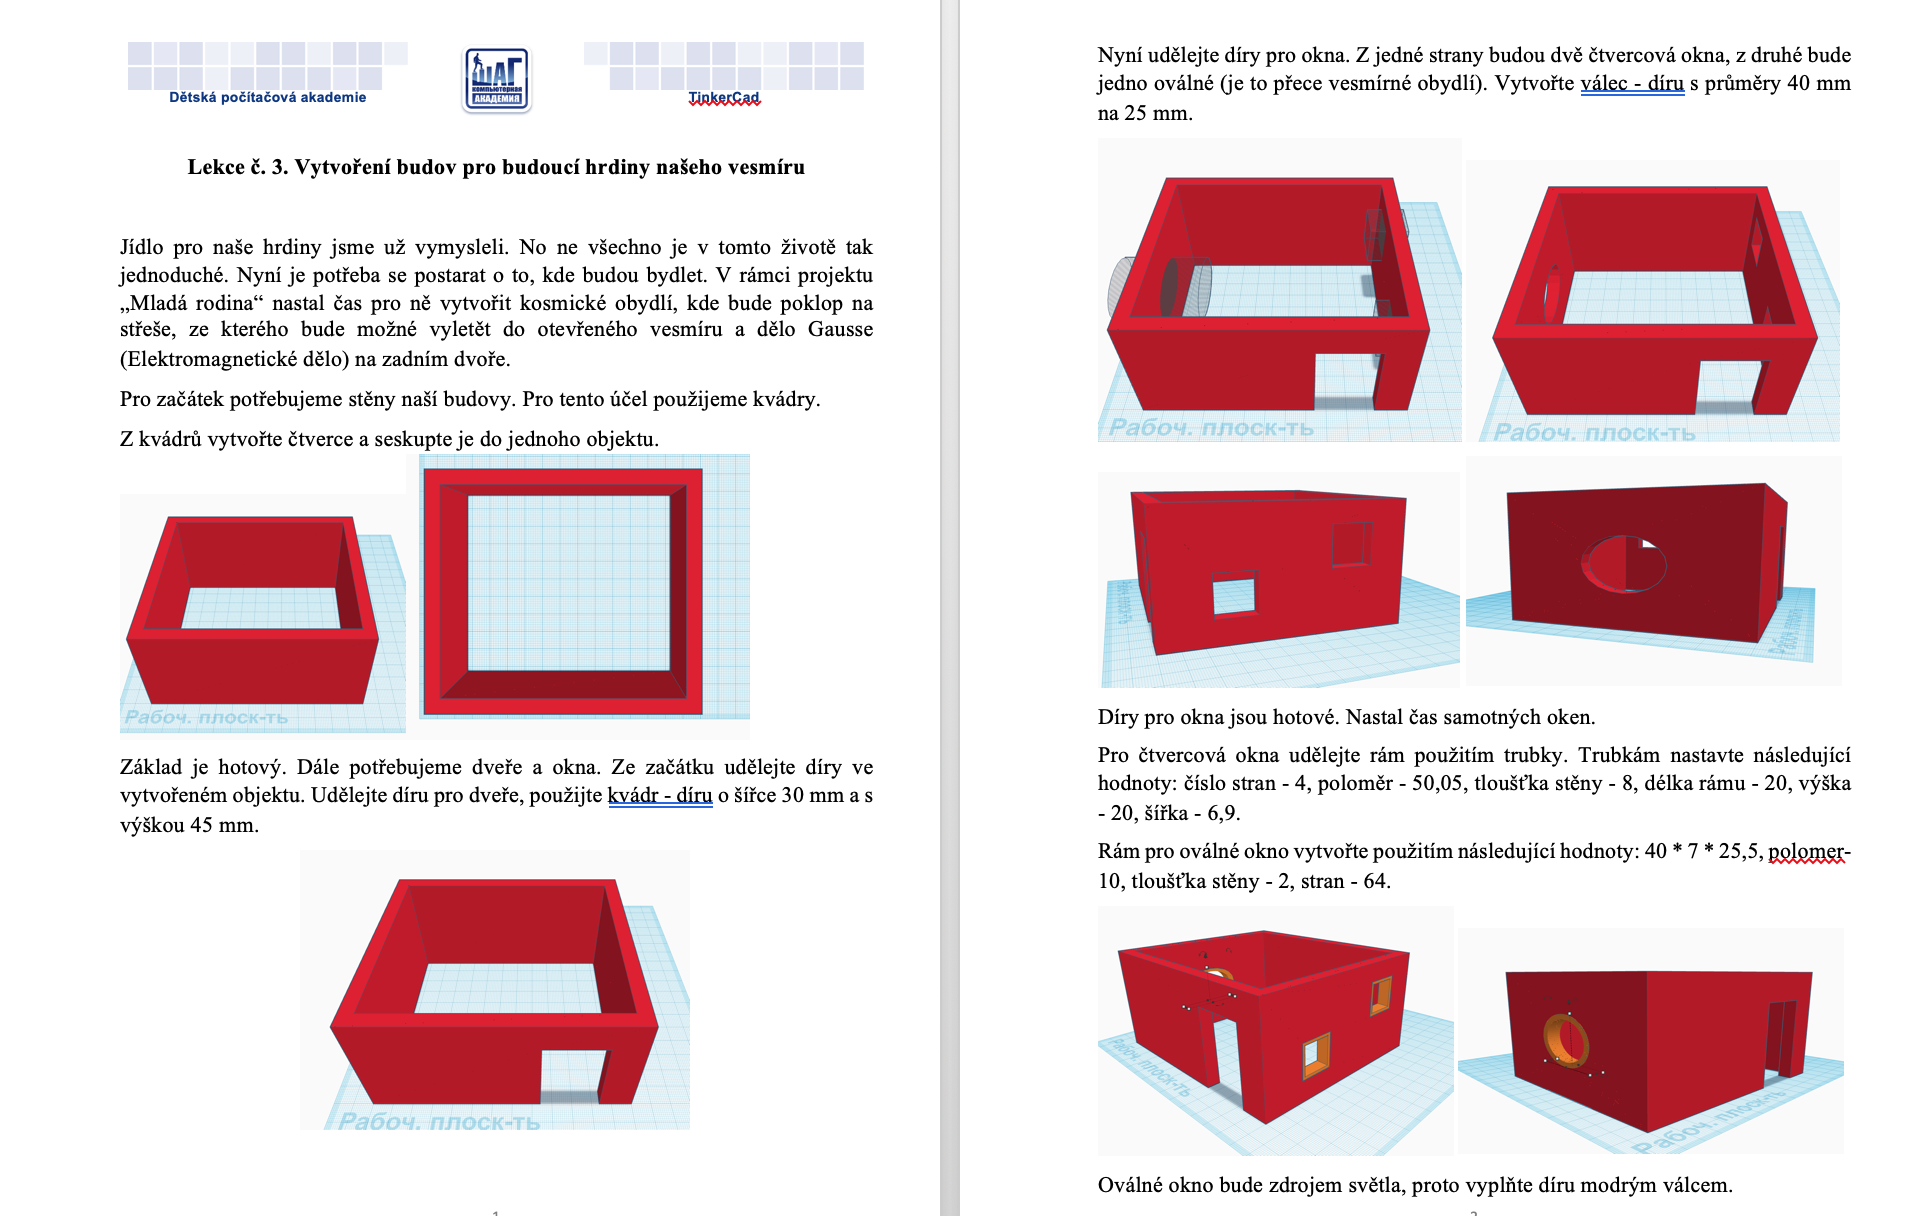 Dětská počítačová akademie
ШАГ
КОМПЬЮТЕРНАЯ
АКАДЕМИЯ
TinkerCad
Lekce č. 3. Vytvoření budov pro budoucí hrdiny našeho vesmíru
Jídlo pro naše hrdiny jsme už vymysleli. No ne všechno je v tomto životě tak
jednoduché. Nyní je potřeba se postarat o to, kde budou bydlet. V rámci projektu
„Mladá rodina“ nastal čas pro ně vytvořit kosmické obydlí, kde bude poklop na
střeše, ze kterého bude možné vyletět do otevřeného vesmíru a dělo Gausse
(Elektromagnetické dělo) na zadním dvoře.
Pro začátek potřebujeme stěny naší budovy. Pro tento účel použijeme kvádry.
Z kvádrů vytvořte čtverce a seskupte je do jednoho objektu.
Рабоч. плоск-ть
Základ je hotový. Dále potřebujeme dveře a okna. Ze začátku udělejte díry ve
vytvořeném objektu. Udělejte díru pro dveře, použijte kvádr - díru o šířce 30 mm a s
výškou 45 mm.
Рабоч. плоск-ть
1
Nyní udělejte díry pro okna. Z jedné strany budou dvě čtvercová okna, z druhé bude
jedno oválné (je to přece vesmírné obydlí). Vytvořte válec - díru s průměry 40 mm
na 25 mm.
Рабоч. плоск-ть
Рабоч. плоск-ть
Díry pro okna jsou hotové. Nastal čas samotných oken.
Pro čtvercová okna udělejte rám použitím trubky. Trubkám nastavte následující
hodnoty: číslo stran - 4, poloměr - 50,05, tloušťka stěny - 8, délka rámu - 20, výška
- 20, šířka - 6,9.
Rám pro oválné okno vytvořte použitím následující hodnoty: 40 * 7 * 25,5, polomer-
10, tloušťka stěny - 2, stran - 64.
Рабоч. плоск-ть
Рабоч. плоск-ть
Oválné okno bude zdrojem světla, proto vyplňte díru modrým válcem.